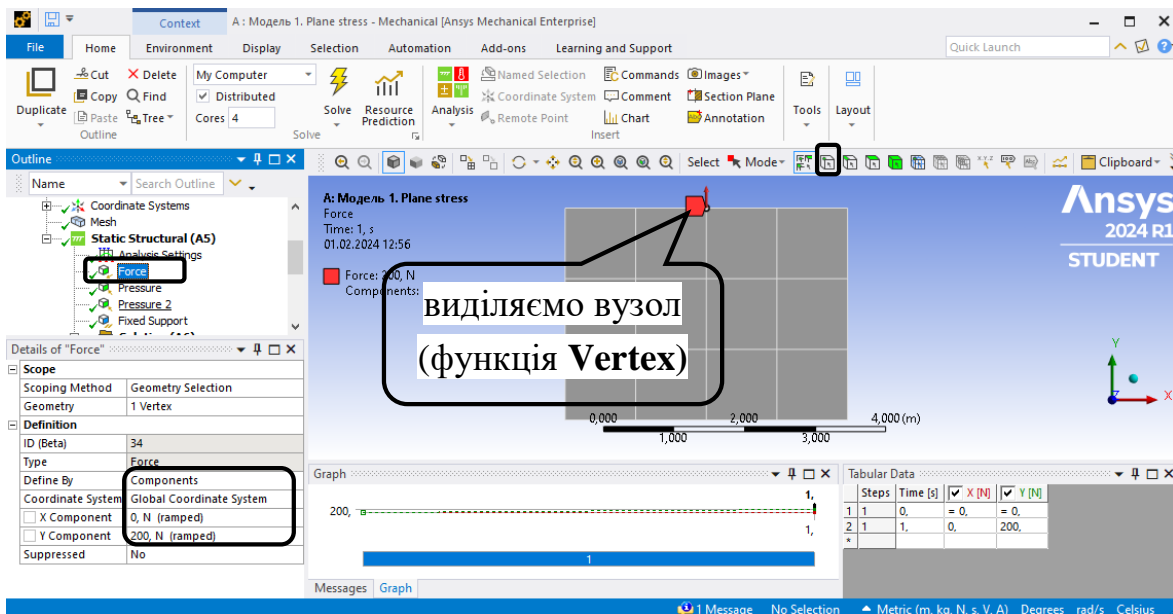 Context
A : Модель 1. Plane stress - Mechanical [Ansys Mechanical Enterprise]
File Home Environment Display Selection Automation Add-ons Learning and Support Quick Launch
Duplicate
Cut
Copy
Paste
Delete
Find
Tree
Outline
My Computer
Distributed
Cores 4
Solve
Resource Prediction
Solve
Analysis
Named Selection
Coordinate System
Remote Point
Commands
Comment
Chart
Images
Section Plane
Annotation
Insert
Tools
Layout
Outline
Name Search Outline
Select Mode Clipboard
Coordinate Systems
Mesh
Static Structural (A5)
Analysis Settings
Force
Pressure
Pressure 2
Fixed Support
Details of "Force"
Scope
Scoping Method Geometry Selection
Geometry 1 Vertex
Definition
ID (Beta) 34
Type Force
Define By Components
Coordinate System Global Coordinate System
X Component 0, N (ramped)
Y Component 200, N (ramped)
Suppressed No
A: Модель 1. Plane stress
Force
Time: 1, s
01.02.2024 12:56
Force: 200, N
Components:
виділяємо вузол
(функція Vertex)
Ansys
2024 R1
STUDENT
Y
X
0,000 2,000 4,000 (m)
1,000 3,000
Graph
1,
200,
1,
1
Messages Graph
Tabular Data
Steps Time [s] X [N] Y [N]
1 1 0, = 0, = 0,
2 1 1, 0, 200,
*
1 Message No Selection Metric (m, kg, N, s, V, A) Degrees rad/s Celsius